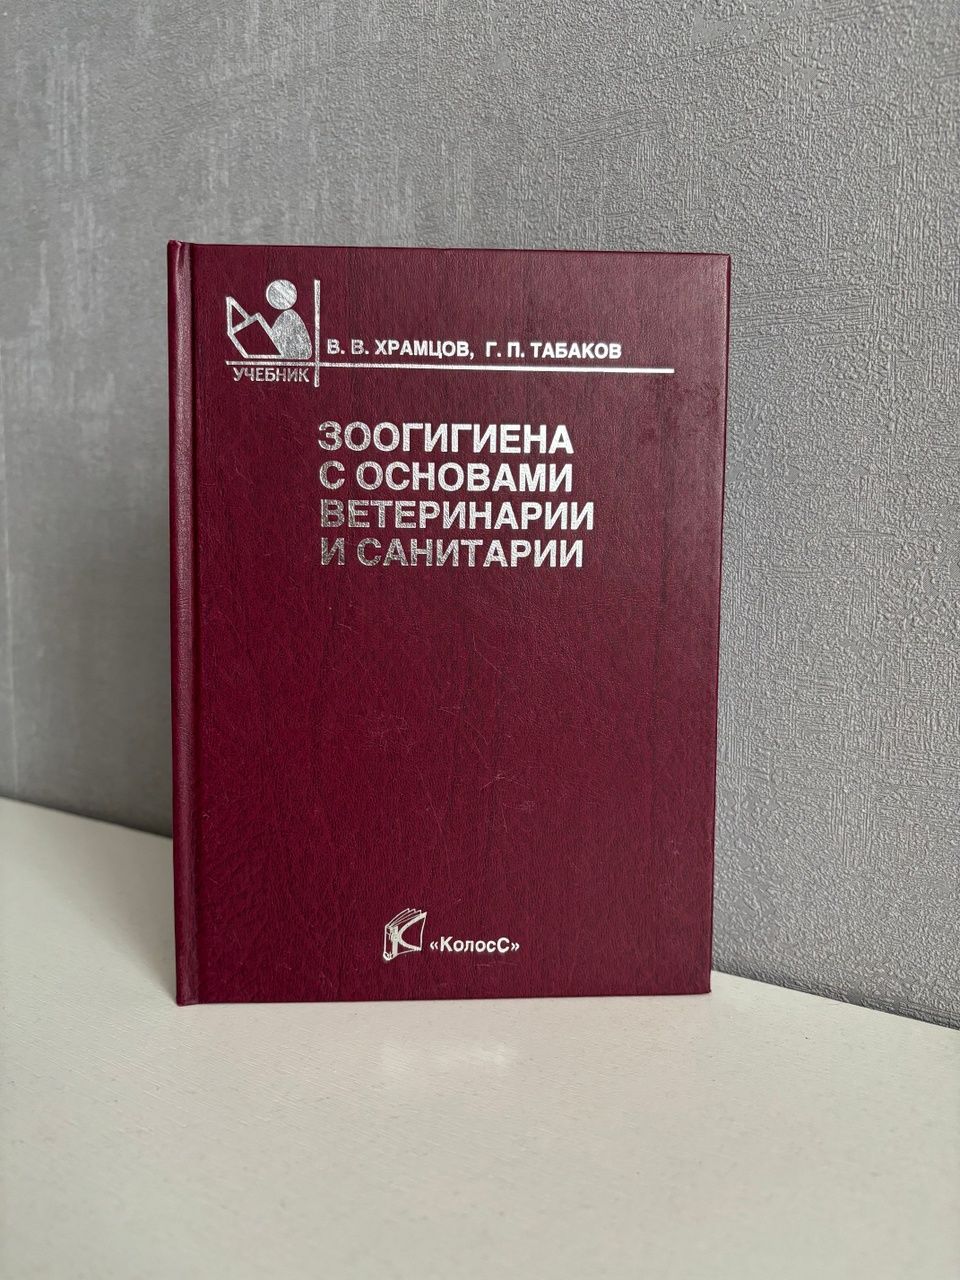 В. В. ХРАМЦОВ, Г. П. ТАБАКОВ
УЧЕБНИК
ЗООГИГИЕНА
С ОСНОВАМИ
ВЕТЕРИНАРИИ
И САНИТАРИИ
К «КолосС»